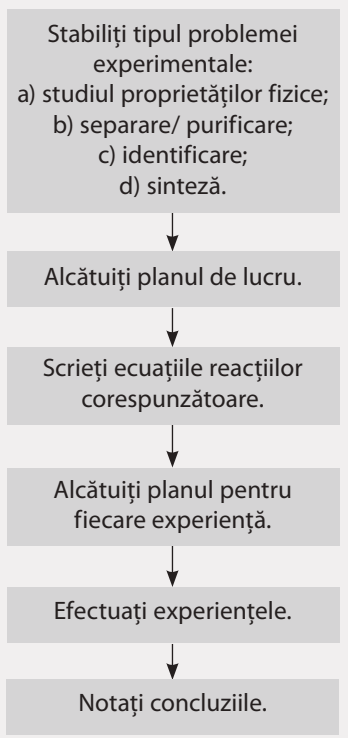 Stabiliți tipul problemei
experimentale:
a) studiul proprietăților fizice;
b) separare/ purificare;
c) identificare;
d) sinteză.
Alcătuiți planul de lucru.
Scrieți ecuațiile reacțiilor
corespunzătoare.
Alcătuiți planul pentru
fiecare experiență.
Efectuați experiențele.
Notați concluziile.